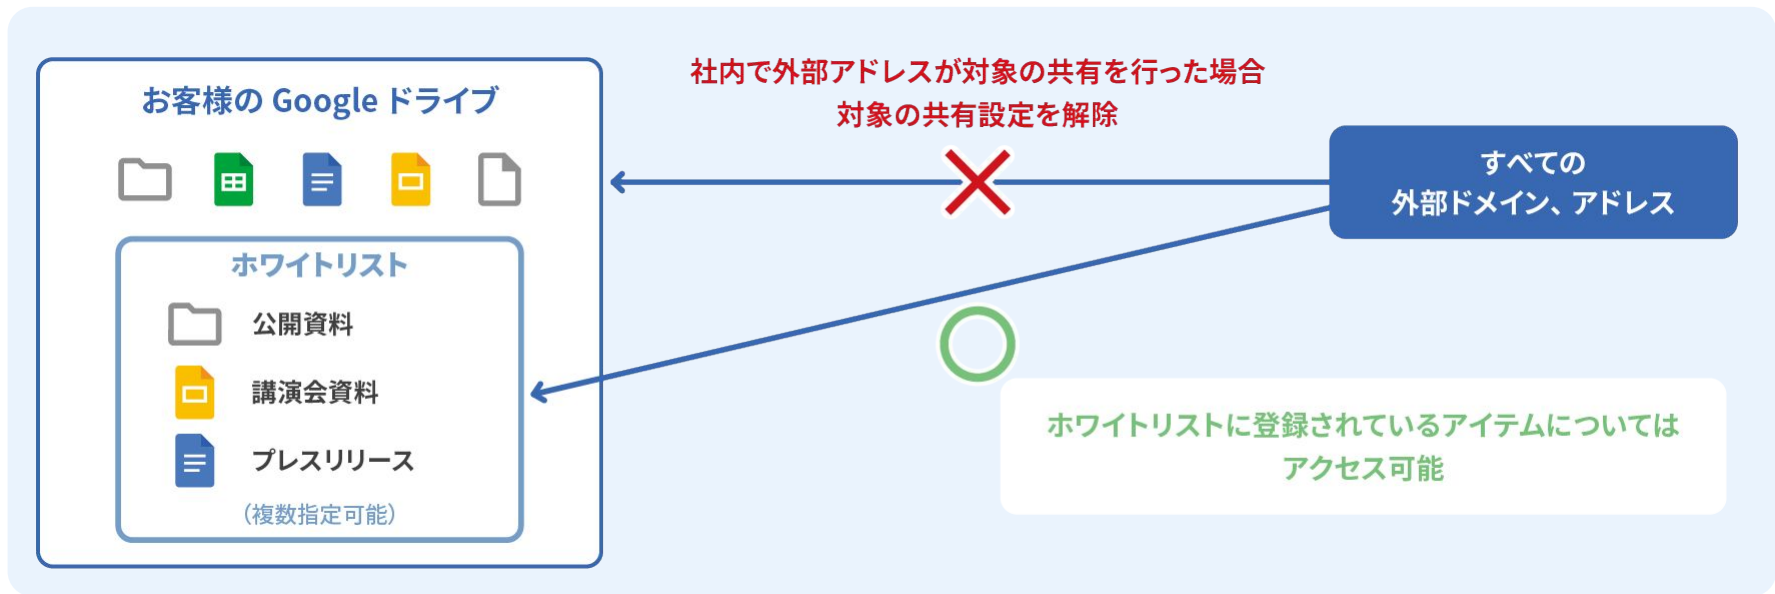 お客様の Google ドライブ
ホワイトリスト
公開資料
講演会資料
プレスリリース
（複数指定可能）
社内で外部アドレスが対象の共有を行った場合
対象の共有設定を解除
すべての
外部ドメイン、アドレス
ホワイトリストに登録されているアイテムについては
アクセス可能